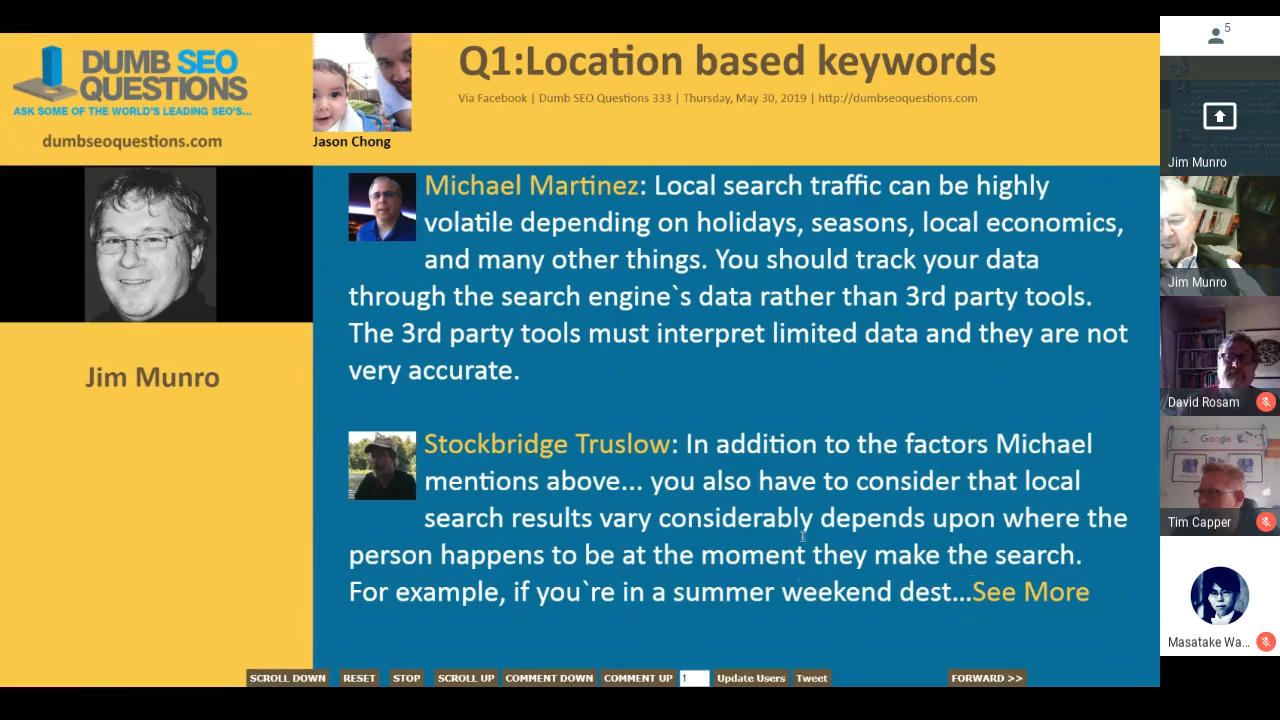 DUMB SEO
QUESTIONS
ASK SOME OF THE WORLD'S LEADING SEO'S...
dumbseoquestions.com
Jason Chong
Q1:Location based keywords
Via Facebook | Dumb SEO Questions 333 | Thursday, May 30, 2019 | http://dumbseoquestions.com
Jim Munro
Michael Martinez: Local search traffic can be highly
volatile depending on holidays, seasons, local economics,
and many other things. You should track your data
through the search engine`s data rather than 3rd party tools.
The 3rd party tools must interpret limited data and they are not
very accurate.
Stockbridge Truslow: In addition to the factors Michael
mentions above... you also have to consider that local
search results vary considerably depends upon where the
person happens to be at the moment they make the search.
For example, if you`re in a summer weekend dest...See More
SCROLL DOWN RESET STOP SCROLL UP COMMENT DOWN COMMENT UP 1 Update Users Tweet FORWARD >>
5
Jim Munro
Jim Munro
David Rosam
Google
Tim Capper
Masatake Wa...